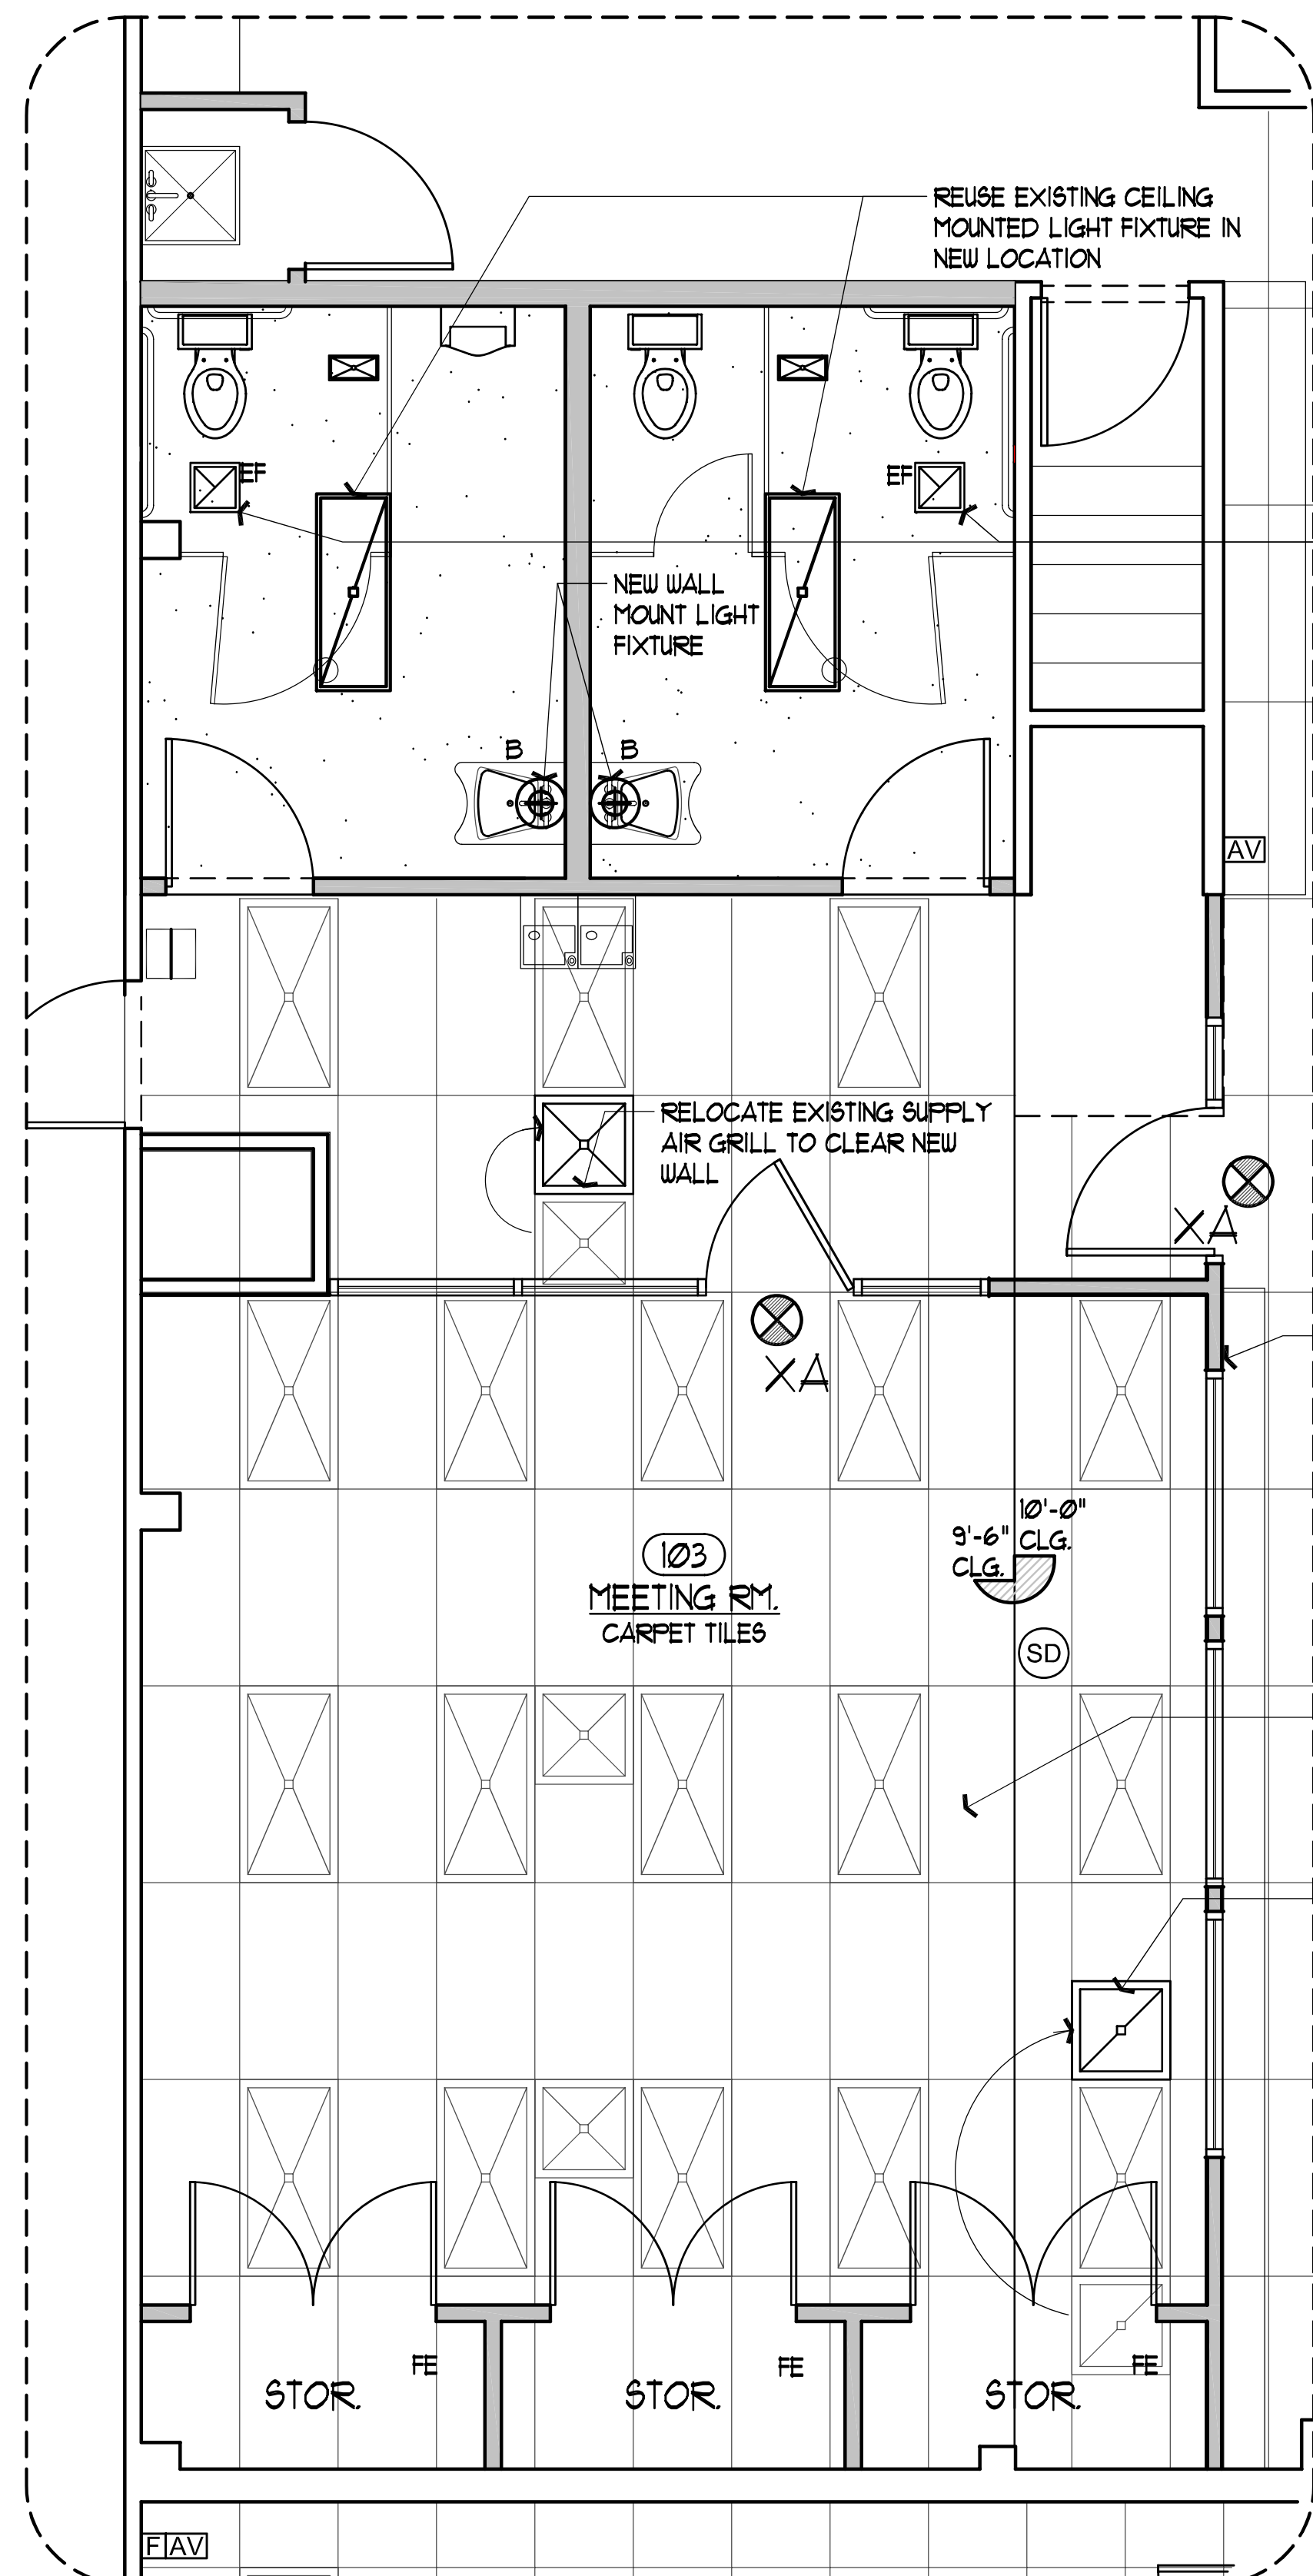 REUSE EXISTING CEILING
MOUNTED LIGHT FIXTURE IN
NEW LOCATION
EF
EF
NEW WALL
MOUNT LIGHT
FIXTURE
B
B
AV
RELOCATE EXISTING SUPPLY
AIR GRILL TO CLEAR NEW
WALL
XA
XA
10'-0"
CLG.
9'-6"
CLG.
103
MEETING RM.
CARPET TILES
SD
FE
FE
FE
STOR.
STOR.
STOR.
F AV